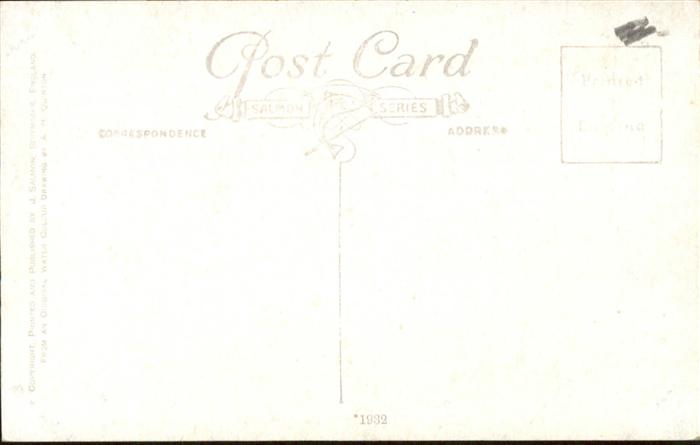 Post Card
SALMON SERIES
CORRESPONDENCE
ADDRESS
Printed
in
England
© COPYRIGHT. PRINTED AND PUBLISHED BY J. SALMON, SEVENOAKS, ENGLAND.
FROM AN ORIGINAL WATER COLOUR DRAWING BY A. R. QUINTON
*1932